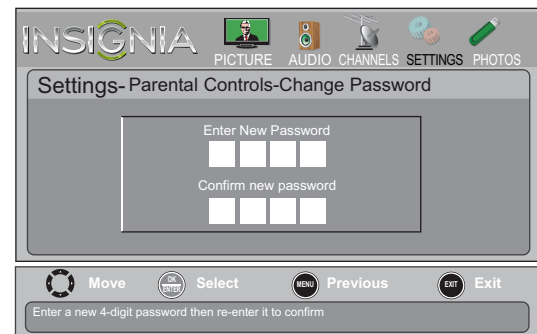 INSIGNIA
PICTURE AUDIO CHANNELS SETTINGS PHOTOS
Settings- Parental Controls-Change Password
Enter New Password
Confirm new password
Move OK ENTER Select MENU Previous EXIT Exit
Enter a new 4-digit password then re-enter it to confirm